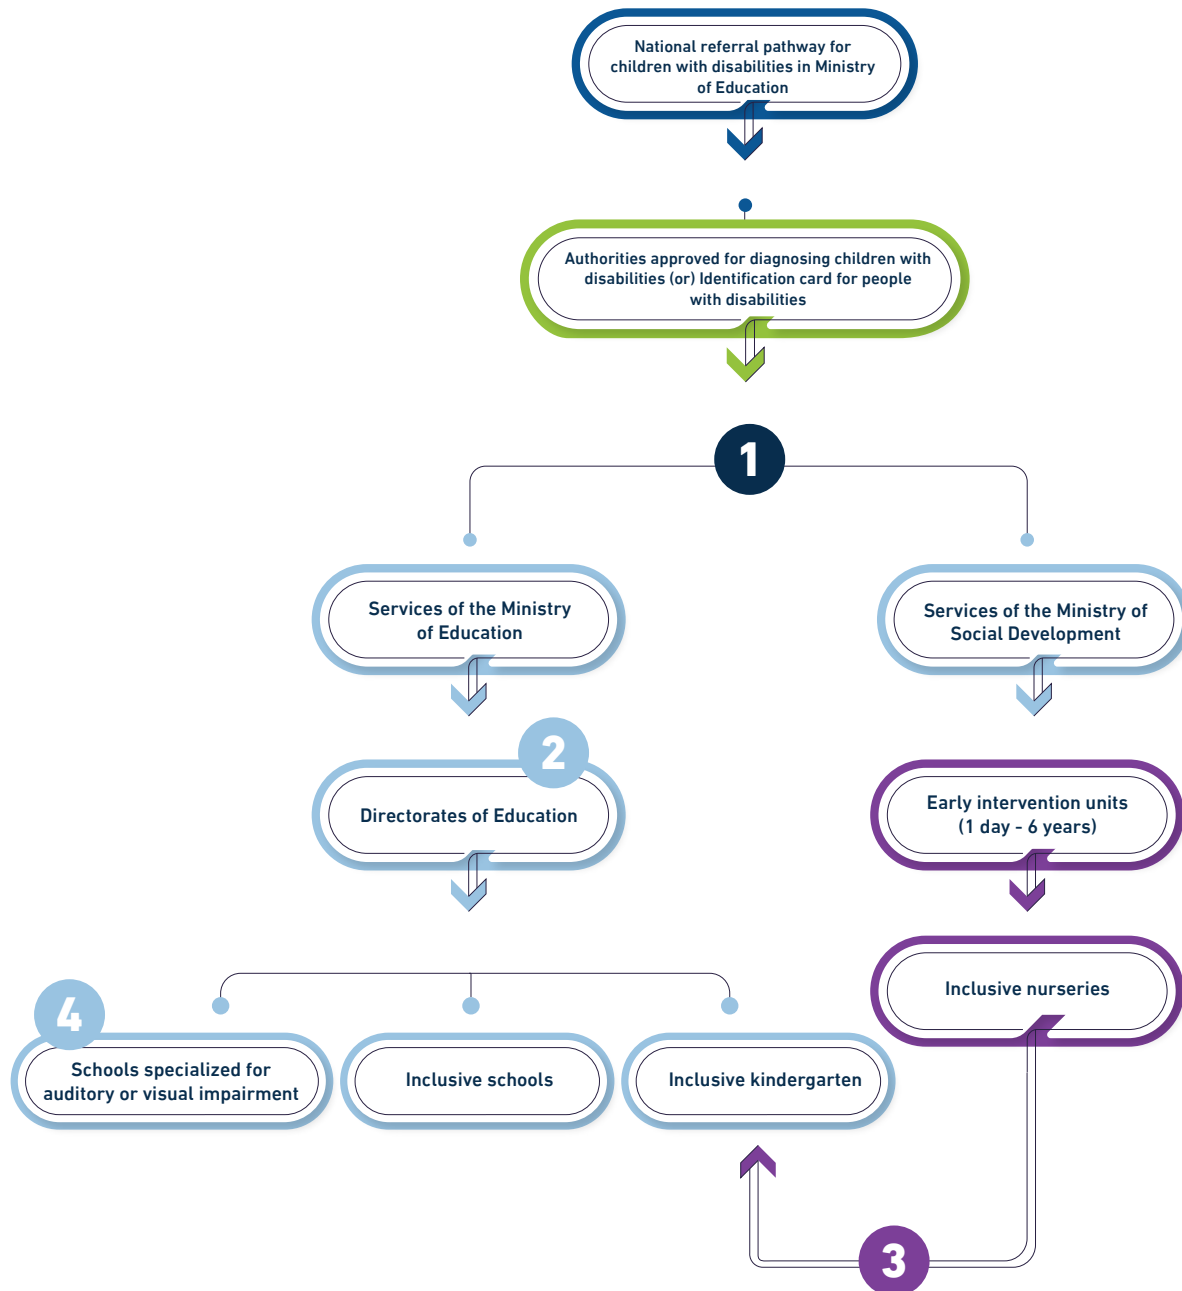 National referral pathway for
children with disabilities in Ministry
of Education
Authorities approved for diagnosing children with
disabilities (or) Identification card for people
with disabilities
1
Services of the Ministry
of Education
Services of the Ministry of
Social Development
2
Directorates of Education
Early intervention units
(1 day - 6 years)
Inclusive nurseries
4
Schools specialized for
auditory or visual impairment
Inclusive schools
Inclusive kindergarten
3